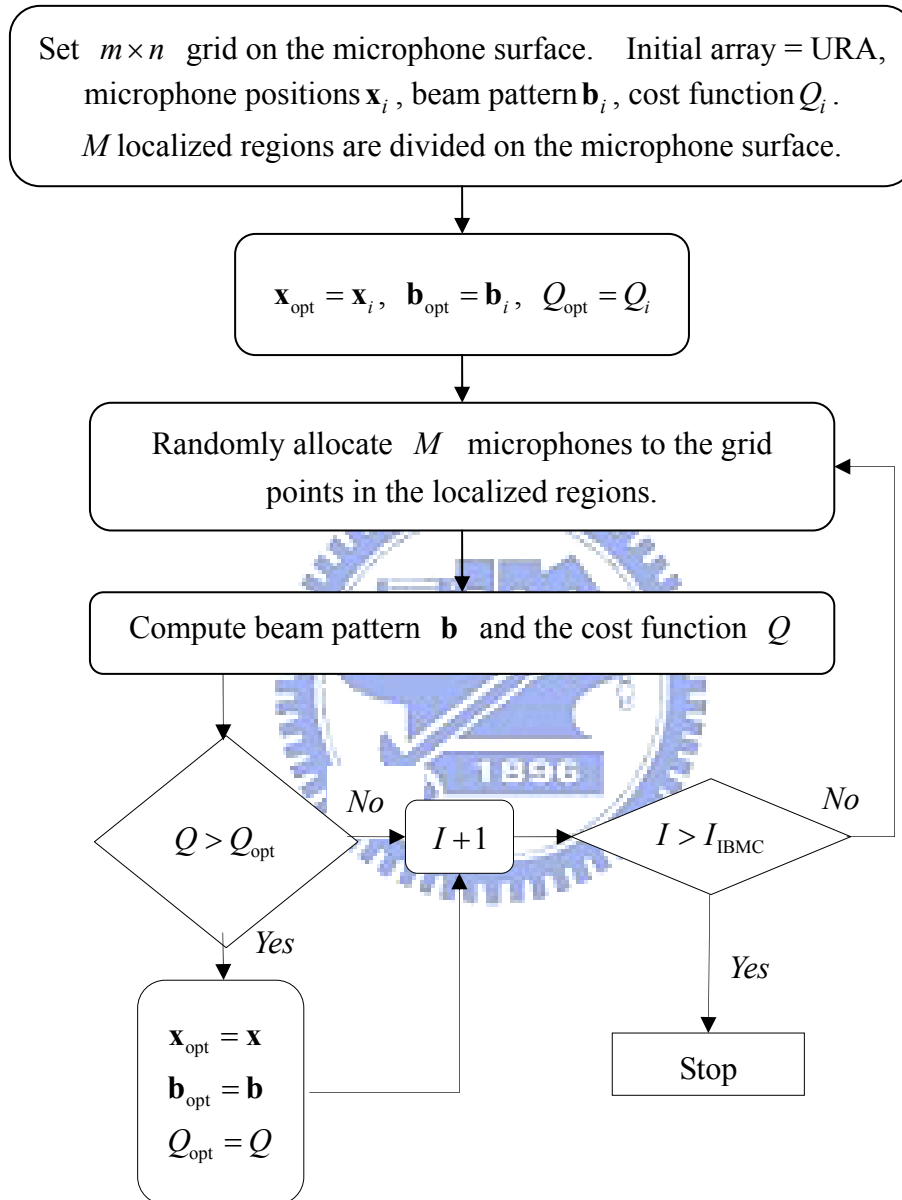 Set m × n grid on the microphone surface. Initial array = URA,
microphone positions x_i , beam pattern b_i , cost function Q_i .
M localized regions are divided on the microphone surface.
x_opt = x_i , b_opt = b_i , Q_opt = Q_i
Randomly allocate M microphones to the grid
points in the localized regions.
Compute beam pattern b and the cost function Q
1896
Q > Q_opt
No
I +1
I > I_IBMC
No
Yes
x_opt = x
b_opt = b
Q_opt = Q
Yes
Stop